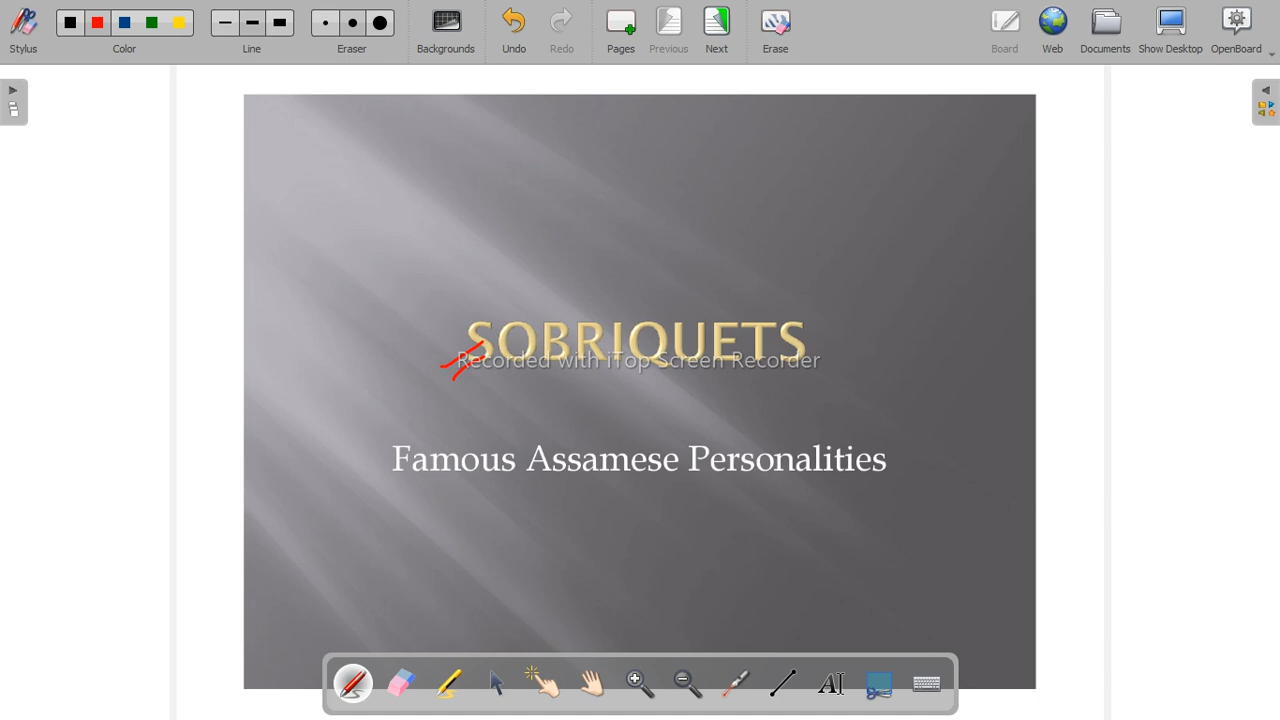 Stylus
Color
Line
Eraser
Backgrounds
Undo
Redo
Pages
Previous
Next
Erase
Board
Web
Documents
Show Desktop
OpenBoard
SOBRIQUETS
Recorded with iTop Screen Recorder
Famous Assamese Personalities
AI